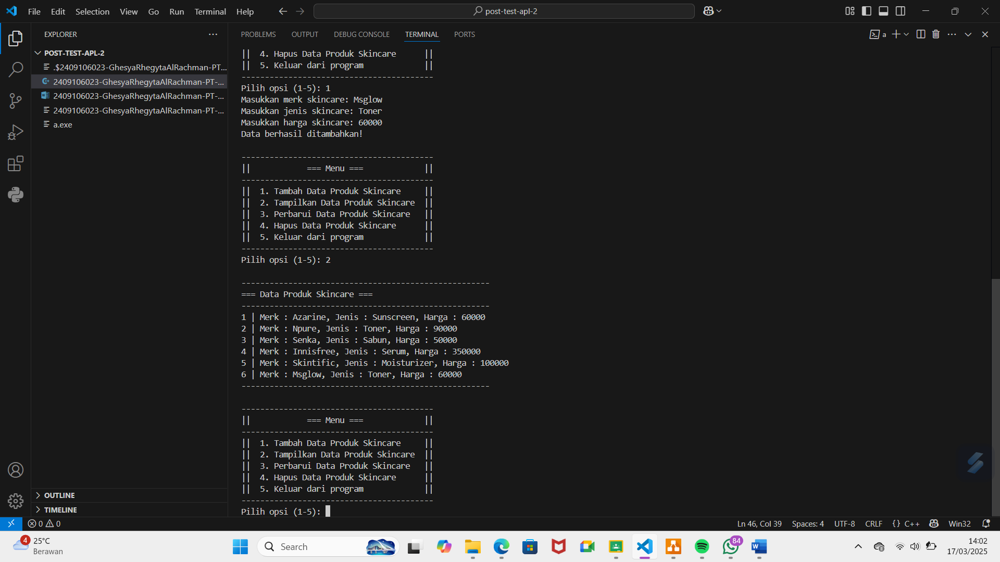 File Edit Selection View Go Run Terminal Help
post-test-apl-2
EXPLORER
POST-TEST-APL-2
.$2409106023-GhesyaRhegytaAlRachman-PT...
2409106023-GhesyaRhegytaAlRachman-PT-...
2409106023-GhesyaRhegytaAlRachman-PT-...
2409106023-GhesyaRhegytaAlRachman-PT-...
a.exe
OUTLINE
TIMELINE
PROBLEMS OUTPUT DEBUG CONSOLE TERMINAL PORTS
a
||  4. Hapus Data Produk Skincare      ||
||  5. Keluar dari program             ||
-----------------------------------------
Pilih opsi (1-5): 1
Masukkan merk skincare: Msglow
Masukkan jenis skincare: Toner
Masukkan harga skincare: 60000
Data berhasil ditambahkan!
-----------------------------------------
||            === Menu ===             ||
-----------------------------------------
||  1. Tambah Data Produk Skincare     ||
||  2. Tampilkan Data Produk Skincare  ||
||  3. Perbarui Data Produk Skincare   ||
||  4. Hapus Data Produk Skincare      ||
||  5. Keluar dari program             ||
-----------------------------------------
Pilih opsi (1-5): 2
-----------------------------------------------------
=== Data Produk Skincare ===
-----------------------------------------------------
1 | Merk : Azarine, Jenis : Sunscreen, Harga : 60000
2 | Merk : Npure, Jenis : Toner, Harga : 90000
3 | Merk : Senka, Jenis : Sabun, Harga : 50000
4 | Merk : Innisfree, Jenis : Serum, Harga : 350000
5 | Merk : Skintific, Jenis : Moisturizer, Harga : 100000
6 | Merk : Msglow, Jenis : Toner, Harga : 60000
-----------------------------------------------------
-----------------------------------------
||            === Menu ===             ||
-----------------------------------------
||  1. Tambah Data Produk Skincare     ||
||  2. Tampilkan Data Produk Skincare  ||
||  3. Perbarui Data Produk Skincare   ||
||  4. Hapus Data Produk Skincare      ||
||  5. Keluar dari program             ||
-----------------------------------------
Pilih opsi (1-5):
0 0
Ln 46, Col 39 Spaces: 4 UTF-8 CRLF {} C++ Win32
4 25°C
Berawan
Search
84
14:02
17/03/2025